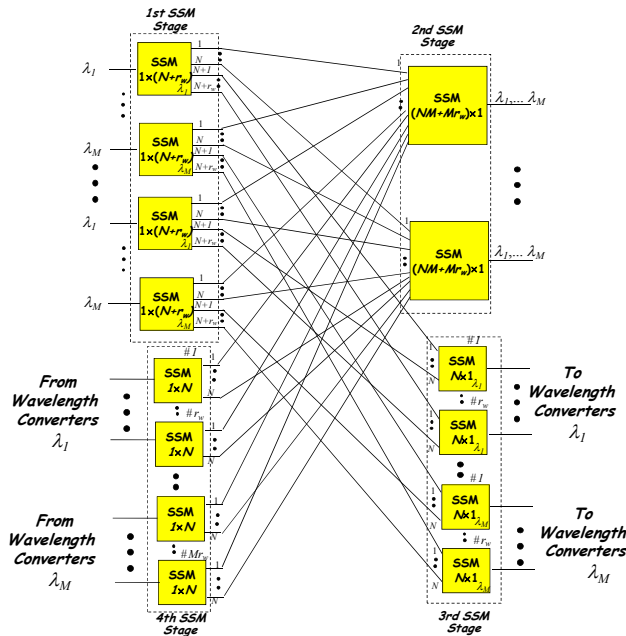 1st SSM
Stage
2nd SSM
Stage
λ1
SSM
1×(N+rw)
λ1
1
N
N+1
N+rw
λM
SSM
1×(N+rw)
λM
1
N
N+1
N+rw
λ1
SSM
1×(N+rw)
λ1
1
N
N+1
N+rw
λM
SSM
1×(N+rw)
λM
1
N
N+1
N+rw
1
SSM
(NM+Mrw)×1
λ1,... λM
1
SSM
(NM+Mrw)×1
λ1,... λM
From
Wavelength
Converters
λ1
#1
SSM
1×N
1
N
#rw
SSM
1×N
1
N
From
Wavelength
Converters
λM
SSM
1×N
1
N
#Mrw
SSM
1×N
1
N
4th SSM
Stage
#1
1
N
SSM
N×1
λ1
#rw
1
N
SSM
N×1
λ1
To
Wavelength
Converters
λ1
#1
1
N
SSM
N×1
λM
#rw
1
N
SSM
N×1
λM
To
Wavelength
Converters
λM
3rd SSM
Stage